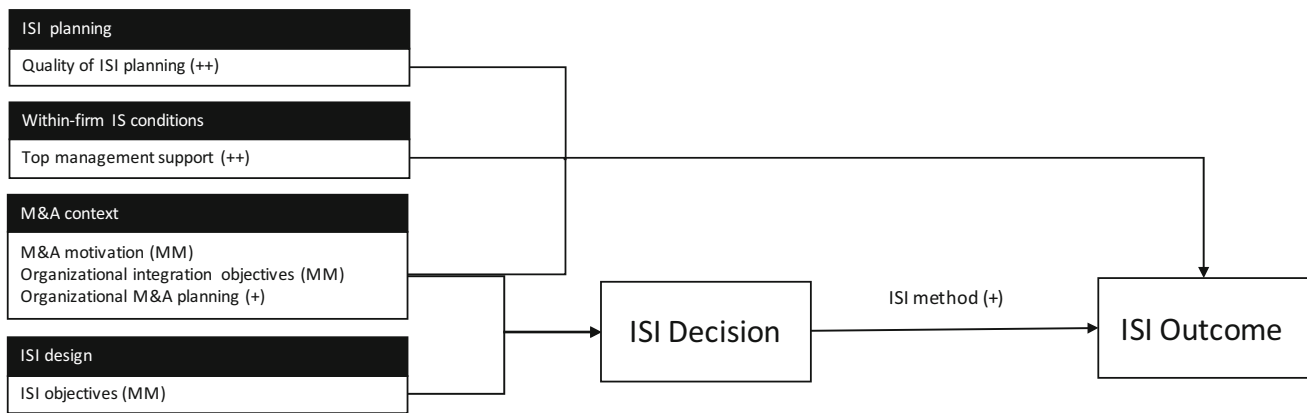 ISI planning
Quality of ISI planning (++)
Within-firm IS conditions
Top management support (++)
M&A context
M&A motivation (MM)
Organizational integration objectives (MM)
Organizational M&A planning (+)
ISI design
ISI objectives (MM)
ISI Decision
ISI method (+)
ISI Outcome